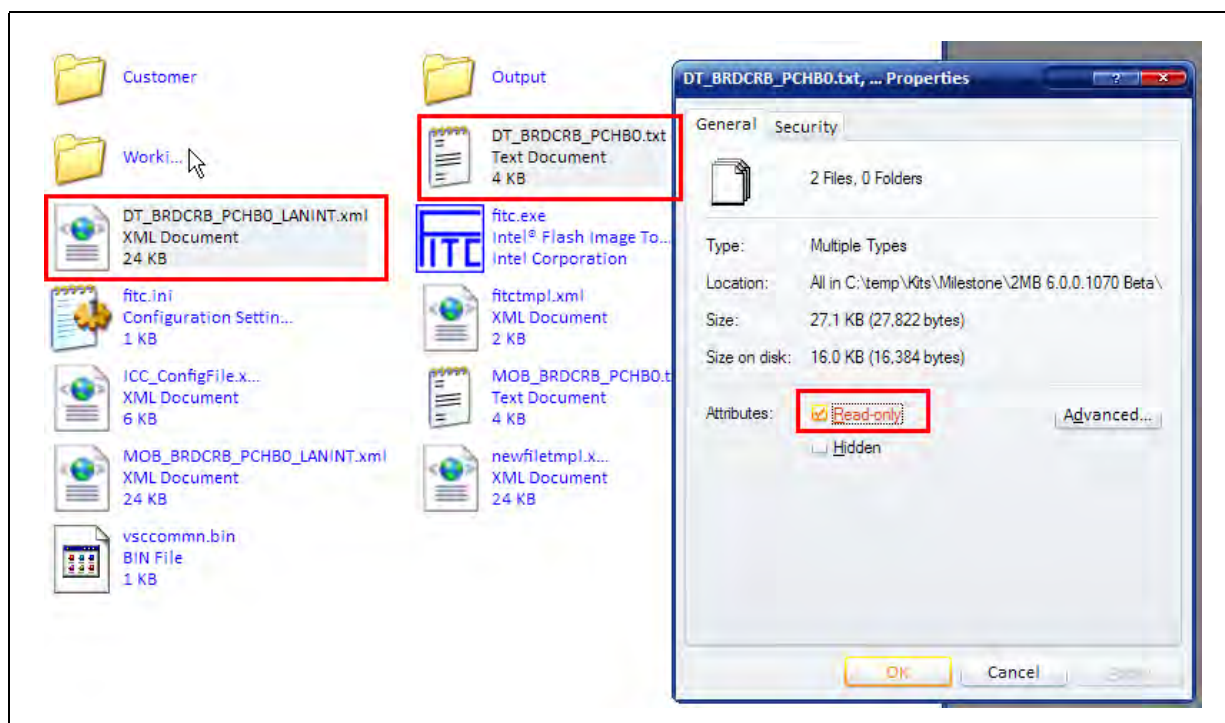 Customer
Output
Worki...
DT_BRDCRB_PCHB0.txt
Text Document
4 KB
DT_BRDCRB_PCHB0_LANINT.xml
XML Document
24 KB
fitc.exe
Intel® Flash Image To...
Intel Corporation
FITC
fitc.ini
Configuration Settin...
1 KB
fitctmpl.xml
XML Document
2 KB
ICC_ConfigFile.x...
XML Document
6 KB
MOB_BRDCRB_PCHB0.t
Text Document
4 KB
MOB_BRDCRB_PCHB0_LANINT.xml
XML Document
24 KB
newfiletmpl.x...
XML Document
24 KB
vsccommn.bin
BIN File
1 KB
DT_BRDCRB_PCHB0.txt, ... Properties
General Security
2 Files, 0 Folders
Type: Multiple Types
Location: All in C:\temp\Kits\Milestone\2MB 6.0.0.1070 Beta\
Size: 27.1 KB (27,822 bytes)
Size on disk: 16.0 KB (16,384 bytes)
Attributes: Read-only Advanced...
Hidden
OK Cancel